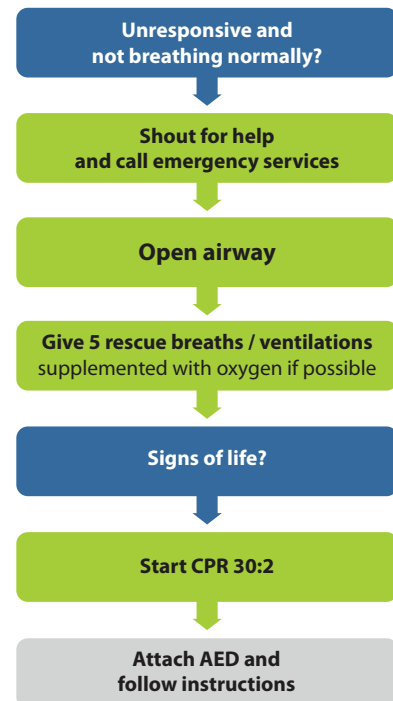 Unresponsive and
not breathing normally?
Shout for help
and call emergency services
Open airway
Give 5 rescue breaths / ventilations
supplemented with oxygen if possible
Signs of life?
Start CPR 30:2
Attach AED and
follow instructions